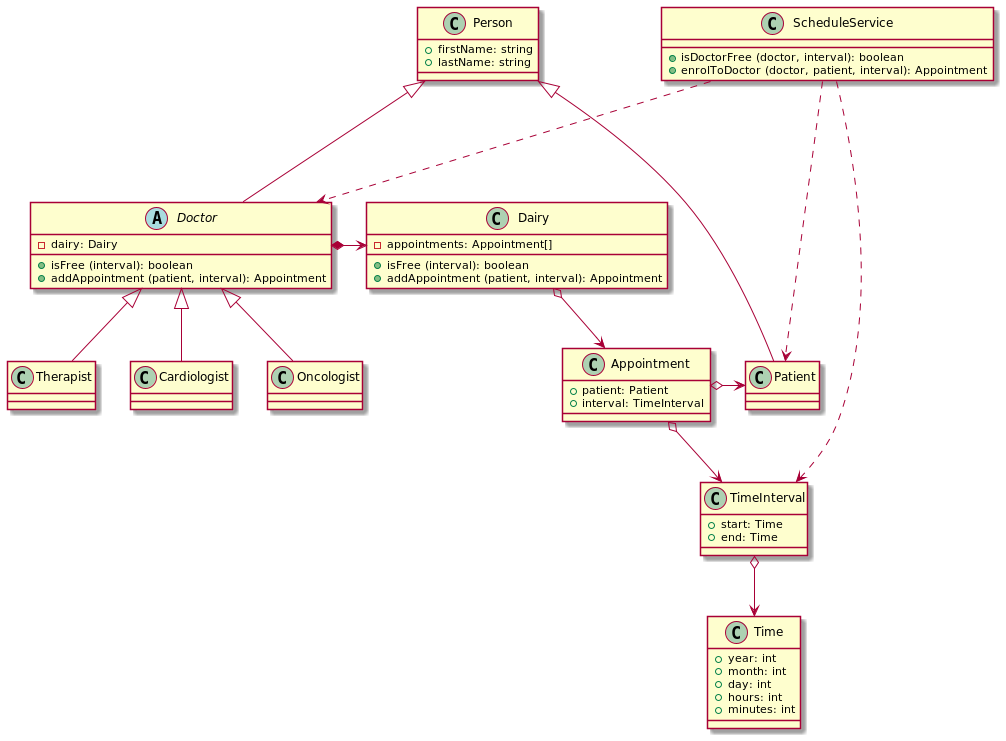 C Person
firstName: string
lastName: string
C ScheduleService
isDoctorFree (doctor, interval): boolean
enrolToDoctor (doctor, patient, interval): Appointment
A Doctor
dairy: Dairy
isFree (interval): boolean
addAppointment (patient, interval): Appointment
C Dairy
appointments: Appointment[]
isFree (interval): boolean
addAppointment (patient, interval): Appointment
C Therapist
C Cardiologist
C Oncologist
C Appointment
patient: Patient
interval: TimeInterval
C Patient
C TimeInterval
start: Time
end: Time
C Time
year: int
month: int
day: int
hours: int
minutes: int